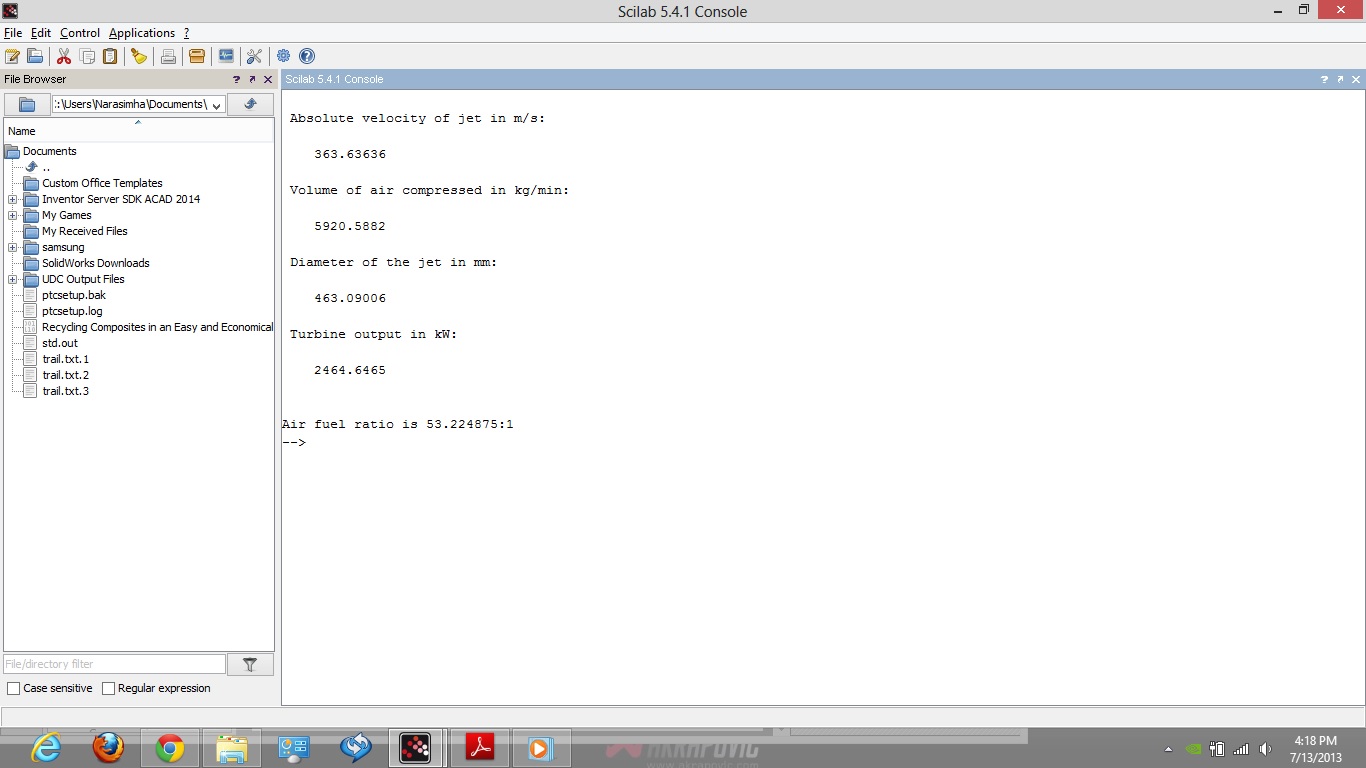 Scilab 5.4.1 Console
File Edit Control Applications ?
File Browser
? 
Scilab 5.4.1 Console
?
:\Users\Narasimha\Documents\
Name
Documents
..
Custom Office Templates
Inventor Server SDK ACAD 2014
My Games
My Received Files
samsung
SolidWorks Downloads
UDC Output Files
ptcsetup.bak
ptcsetup.log
Recycling Composites in an Easy and Economical
std.out
trail.txt.1
trail.txt.2
trail.txt.3
File/directory filter
Case sensitive Regular expression
Absolute velocity of jet in m/s:
363.63636
Volume of air compressed in kg/min:
5920.5882
Diameter of the jet in mm:
463.09006
Turbine output in kW:
2464.6465
Air fuel ratio is 53.224875:1
-->
AKRAPOVIC
www.akrapovic.com
4:18 PM
7/13/2013